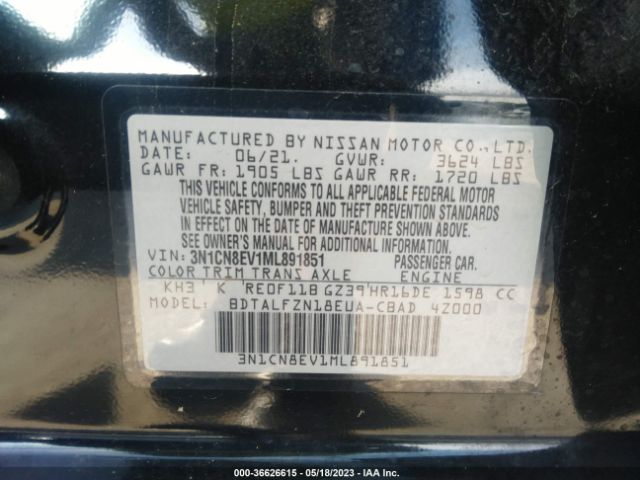 MANUFACTURED BY NISSAN MOTOR CO.,LTD.
DATE: 06/21. GVWR: 3624 LBS
GAWR FR: 1905 LBS GAWR RR: 1720 LBS
THIS VEHICLE CONFORMS TO ALL APPLICABLE FEDERAL MOTOR
VEHICLE SAFETY, BUMPER AND THEFT PREVENTION STANDARDS
IN EFFECT ON THE DATE OF MANUFACTURE SHOWN ABOVE.
SEE OWNER'S MANUAL FOR ADDITIONAL INFORMATION
VIN: 3N1CN8EV1ML891851 PASSENGER CAR.
COLOR TRIM TRANS AXLE ENGINE
KH3 K RE0F11B GZ39 HR16DE 1598 CC
MODEL: BDTALFZN18EUA-CBAD 4Z000
3N1CN8EV1ML891851
000-36626615 - 05/18/2023 - IAA Inc.